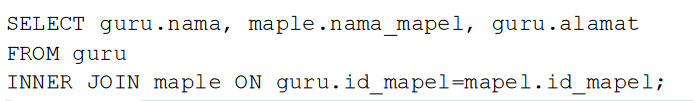 SELECT guru.nama, maple.nama_mapel, guru.alamat
FROM guru
INNER JOIN maple ON guru.id_mapel=mapel.id_mapel;